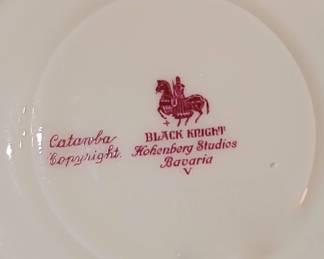 Catawba
Copyright.
BLACK KNIGHT
Hohenberg Studios
Bavaria
V